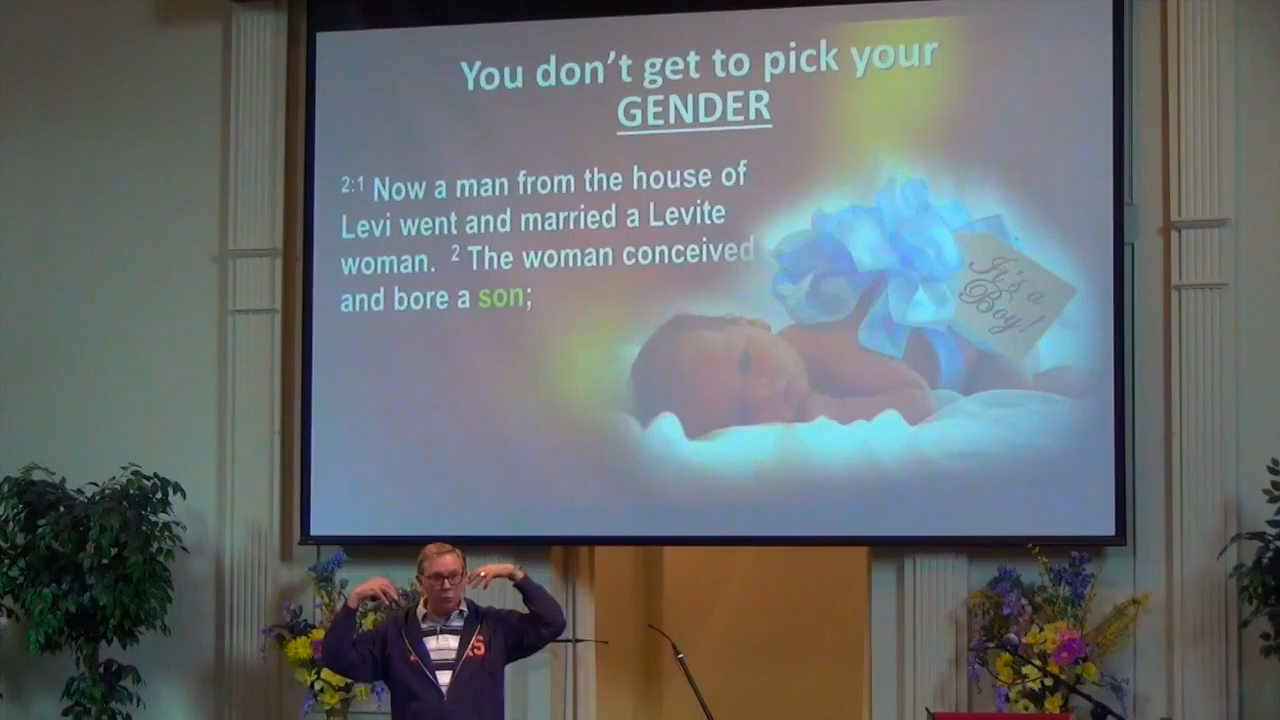 You don't get to pick your
GENDER
2:1 Now a man from the house of
Levi went and married a Levite
woman. 2 The woman conceived
and bore a son;
It's a
Boy!